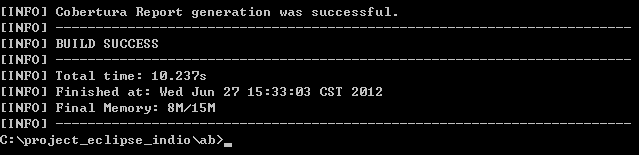 [INFO] Cobertura Report generation was successful.
[INFO] ------------------------------------------------------------------------
[INFO] BUILD SUCCESS
[INFO] ------------------------------------------------------------------------
[INFO] Total time: 10.237s
[INFO] Finished at: Wed Jun 27 15:33:03 CST 2012
[INFO] Final Memory: 8M/15M
[INFO] ------------------------------------------------------------------------
C:\project_eclipse_indio\ab>_